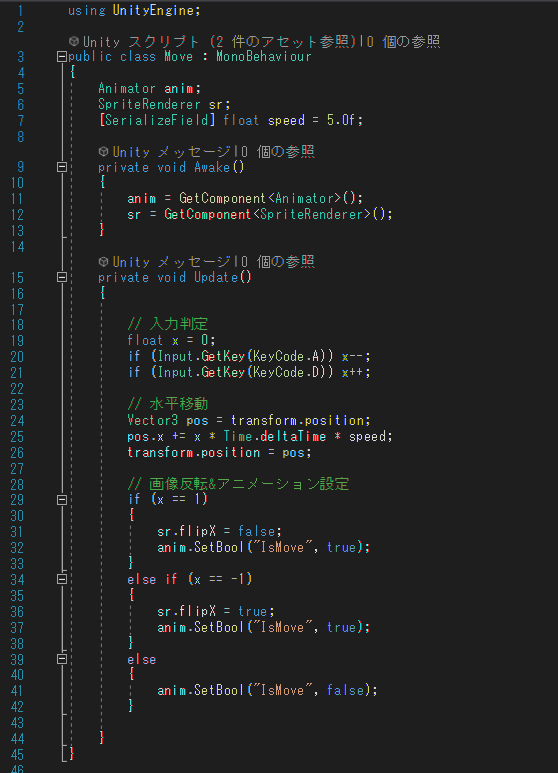 1 using UnityEngine;
2
Unity スクリプト (2 件のアセット参照)|0 個の参照
3 public class Move : MonoBehaviour
4 {
5 Animator anim;
6 SpriteRenderer sr;
7 [SerializeField] float speed = 5.0f;
8
Unity メッセージ|0 個の参照
9 private void Awake()
10 {
11 anim = GetComponent<Animator>();
12 sr = GetComponent<SpriteRenderer>();
13 }
14
Unity メッセージ|0 個の参照
15 private void Update()
16 {
17
18 // 入力判定
19 float x = 0;
20 if (Input.GetKey(KeyCode.A)) x--;
21 if (Input.GetKey(KeyCode.D)) x++;
22
23 // 水平移動
24 Vector3 pos = transform.position;
25 pos.x += x * Time.deltaTime * speed;
26 transform.position = pos;
27
28 // 画像反転&アニメーション設定
29 if (x == 1)
30 {
31 sr.flipX = false;
32 anim.SetBool("IsMove", true);
33 }
34 else if (x == -1)
35 {
36 sr.flipX = true;
37 anim.SetBool("IsMove", true);
38 }
39 else
40 {
41 anim.SetBool("IsMove", false);
42 }
43
44 }
45 }
46